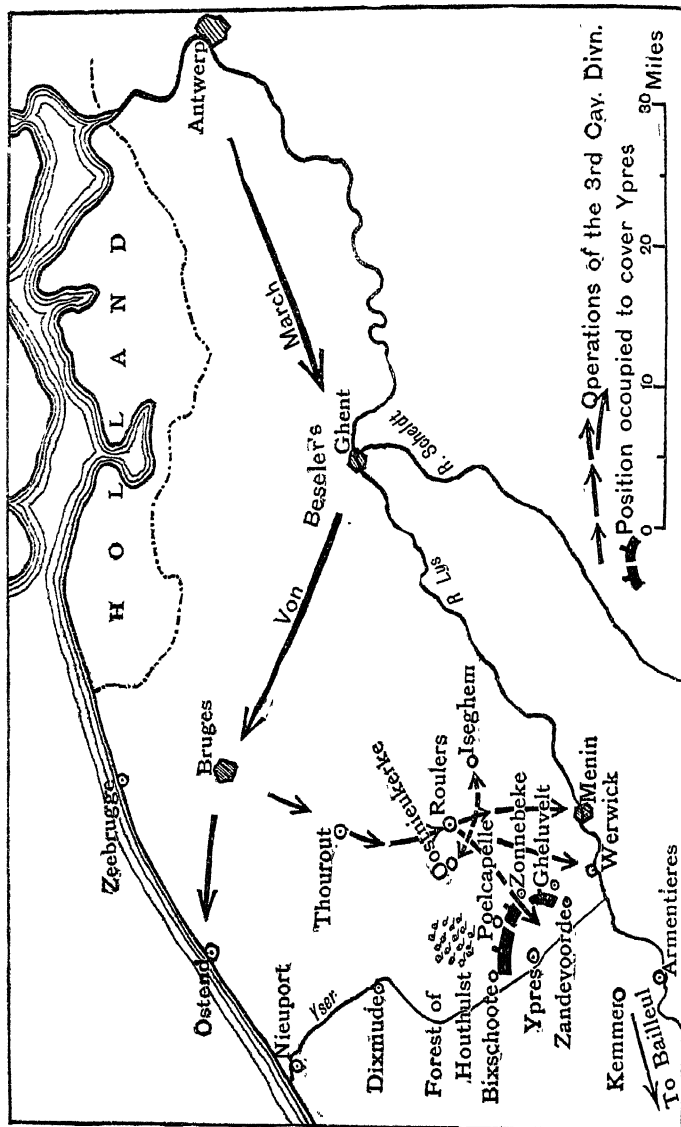 HOLLAND
Antwerp
March
Beseler's
Ghent
Von
Bruges
Zeebrugge
Ostend
Nieuport
Yser
Dixmude
Thourout
Oosnieukerke
Roulers
Iseghem
Forest of
Houthulst
Poelcapelle
Bixschoote
Zonnebeke
Gheluvelt
Ypres
Zandevoorde
Menin
Werwick
Kemmel
Armentieres
To Bailleul
R Lys
R. Scheldt
Operations of the 3rd Cav. Divn.
Position occupied to cover Ypres
0 10 20 30 Miles